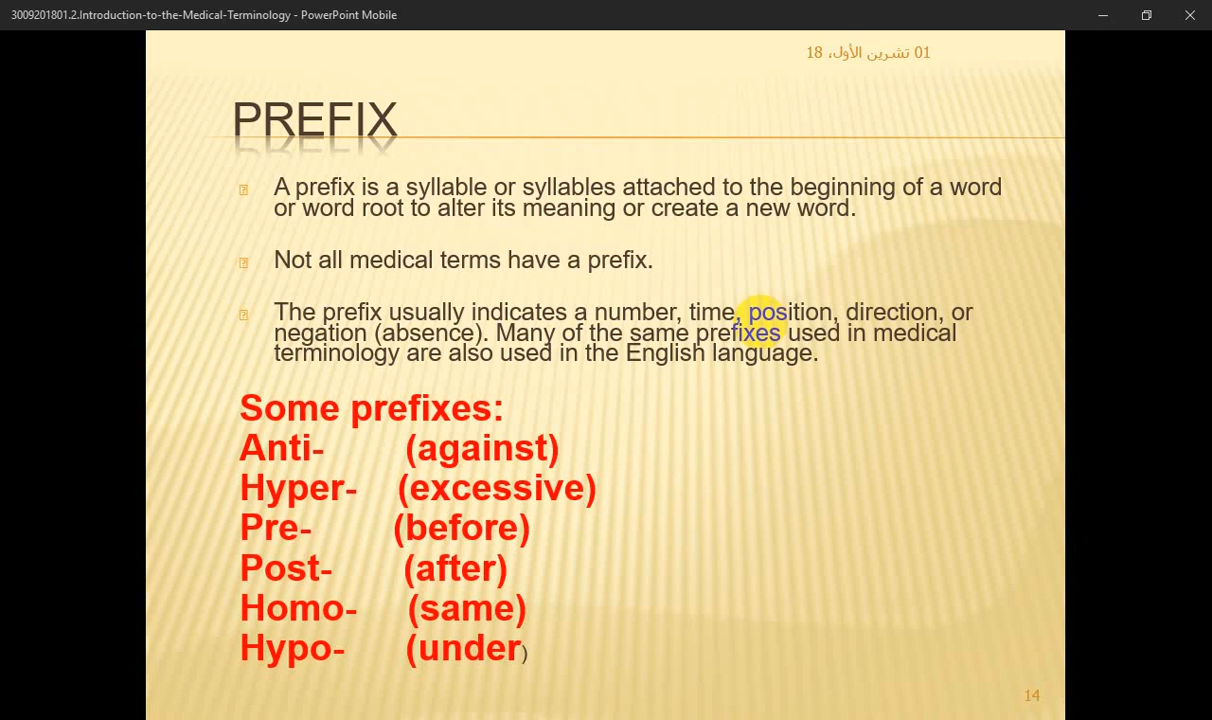 3009201801.2.Introduction-to-the-Medical-Terminology - PowerPoint Mobile
01 تشرين الأول، 18
PREFIX
A prefix is a syllable or syllables attached to the beginning of a word
or word root to alter its meaning or create a new word.
Not all medical terms have a prefix.
The prefix usually indicates a number, time, position, direction, or
negation (absence). Many of the same prefixes used in medical
terminology are also used in the English language.
Some prefixes:
Anti- (against)
Hyper- (excessive)
Pre- (before)
Post- (after)
Homo- (same)
Hypo- (under)
14